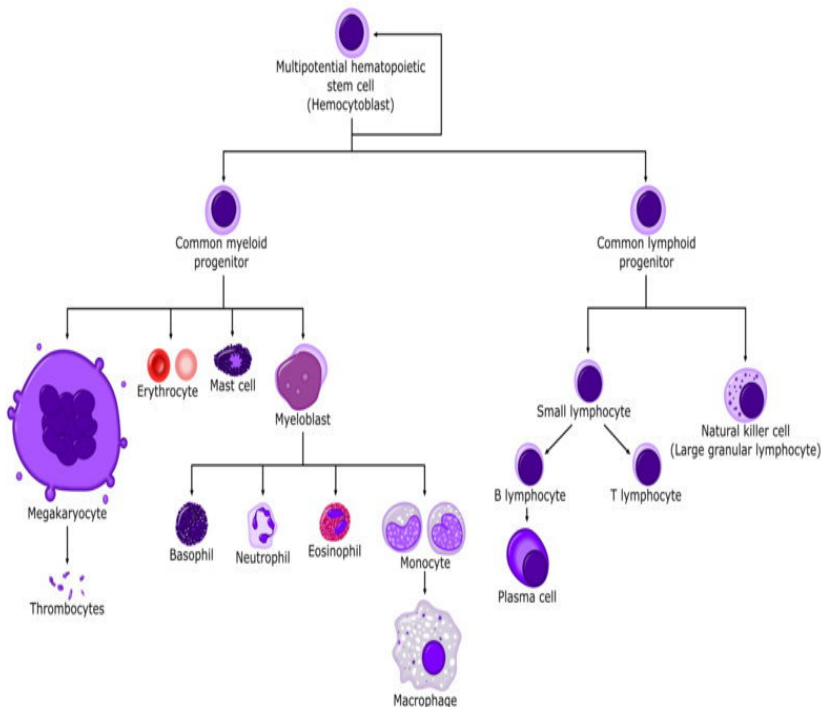 Multipotential hematopoietic
stem cell
(Hemocytoblast)
Common myeloid
progenitor
Common lymphoid
progenitor
Erythrocyte
Mast cell
Myeloblast
Small lymphocyte
Natural killer cell
(Large granular lymphocyte)
Megakaryocyte
B lymphocyte
T lymphocyte
Basophil
Neutrophil
Eosinophil
Monocyte
Thrombocytes
Plasma cell
Macrophage